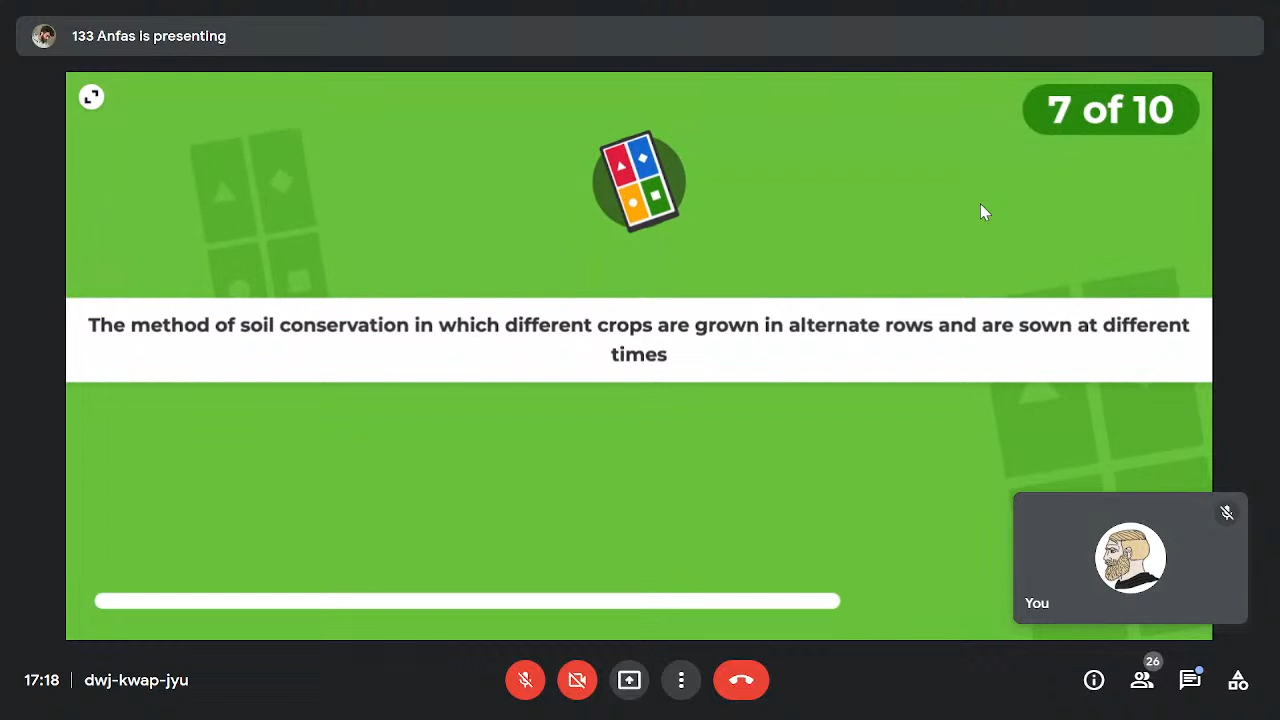 133 Anfas is presenting
7 of 10
The method of soil conservation in which different crops are grown in alternate rows and are sown at different
times
You
17:18 | dwj-kwap-jyu
26